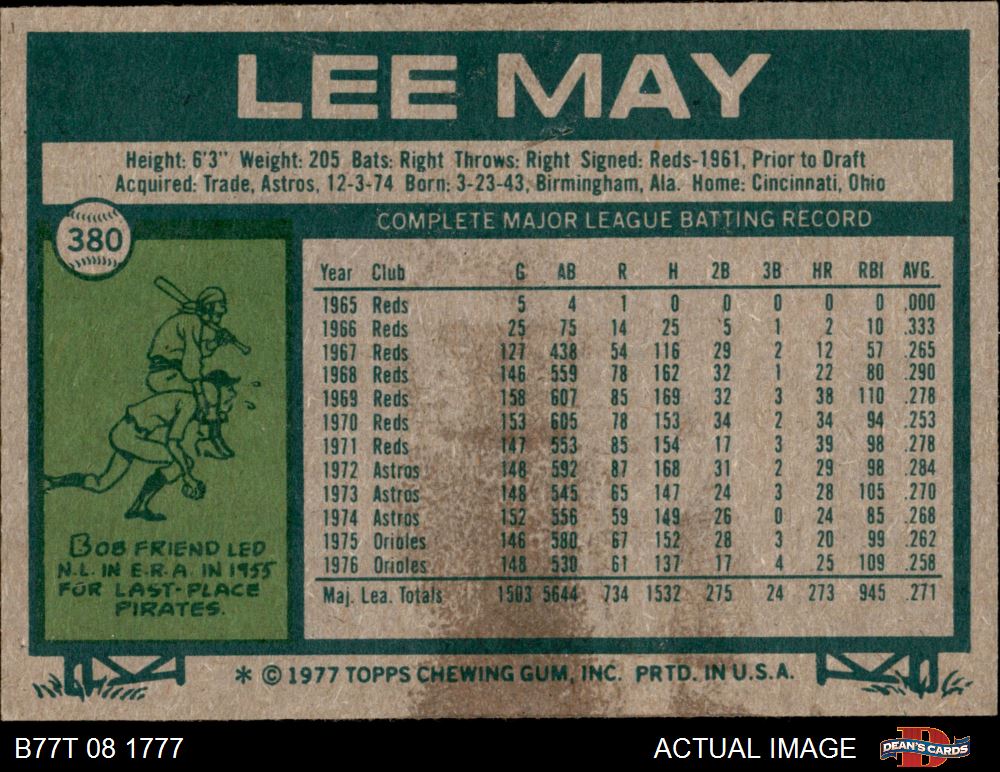 LEE MAY
Height: 6'3" Weight: 205 Bats: Right Throws: Right Signed: Reds-1961, Prior to Draft
Acquired: Trade, Astros, 12-3-74 Born: 3-23-43, Birmingham, Ala. Home: Cincinnati, Ohio
380
COMPLETE MAJOR LEAGUE BATTING RECORD
Year Club G AB R H 2B 3B HR RBI AVG.
1965 Reds 5 4 1 0 0 0 0 0 .000
1966 Reds 25 75 14 25 5 1 2 10 .333
1967 Reds 127 438 54 116 29 2 12 57 .265
1968 Reds 146 559 78 162 32 1 22 80 .290
1969 Reds 158 607 85 169 32 3 38 110 .278
1970 Reds 153 605 78 153 34 2 34 94 .253
1971 Reds 147 553 85 154 17 3 39 98 .278
1972 Astros 148 592 87 168 31 2 29 98 .284
1973 Astros 148 545 65 147 24 3 28 105 .270
1974 Astros 152 556 59 149 26 0 24 85 .268
1975 Orioles 146 580 67 152 28 3 20 99 .262
1976 Orioles 148 530 61 137 17 4 25 109 .258
Maj. Lea. Totals 1503 5644 734 1532 275 24 273 945 .271
BOB FRIEND LED
N.L. IN E.R.A. IN 1955
FOR LAST-PLACE
PIRATES.
* © 1977 TOPPS CHEWING GUM, INC. PRTD. IN U.S.A.
B77T 08 1777
ACTUAL IMAGE
D
DEAN'S CARDS